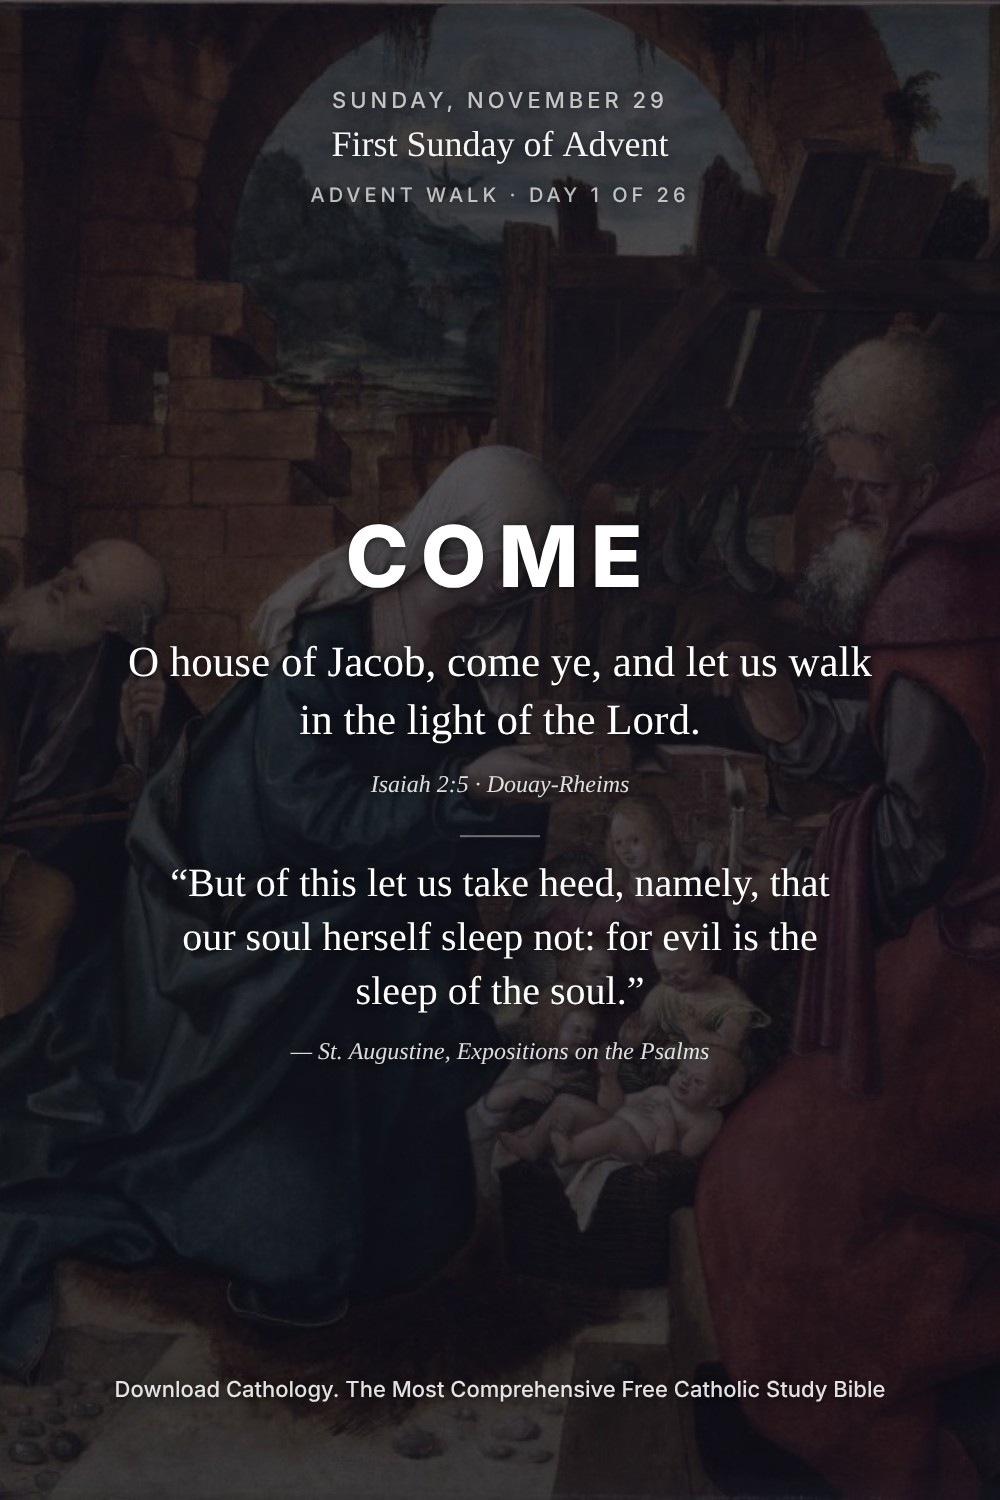 SUNDAY, NOVEMBER 29
First Sunday of Advent
ADVENT WALK · DAY 1 OF 26
COME
O house of Jacob, come ye, and let us walk
in the light of the Lord.
Isaiah 2:5 · Douay-Rheims
“But of this let us take heed, namely, that
our soul herself sleep not: for evil is the
sleep of the soul.”
— St. Augustine, Expositions on the Psalms
Download Cathology. The Most Comprehensive Free Catholic Study Bible